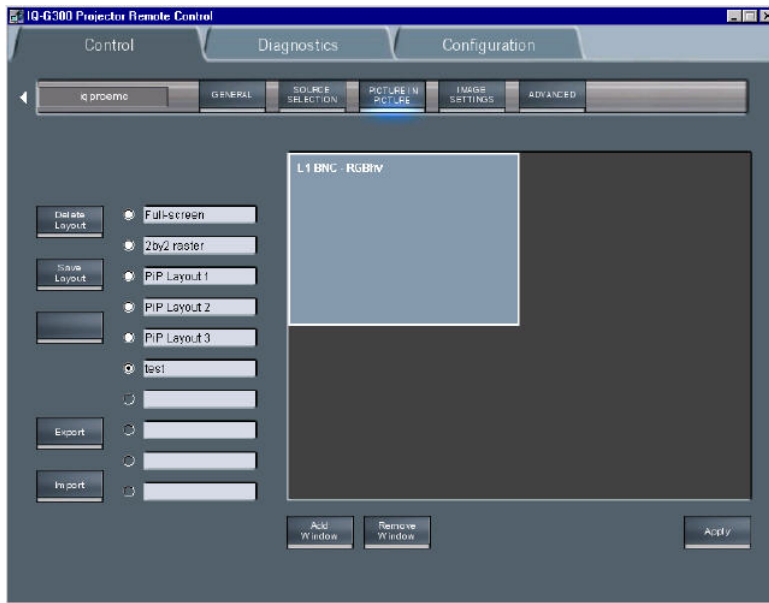 IQ-G300 Projector Remote Control
Control
Diagnostics
Configuration
iq proemo
GENERAL
SOURCE
SELECTION
PICTURE IN
PICTURE
IMAGE
SETTINGS
ADVANCED
L1 BNC - RGBHV
Delete
Layout
Full-screen
2by2 raster
Save
Layout
PiP Layout 1
PiP Layout 2
PiP Layout 3
test
Export
Import
Add
Window
Remove
Window
Apply